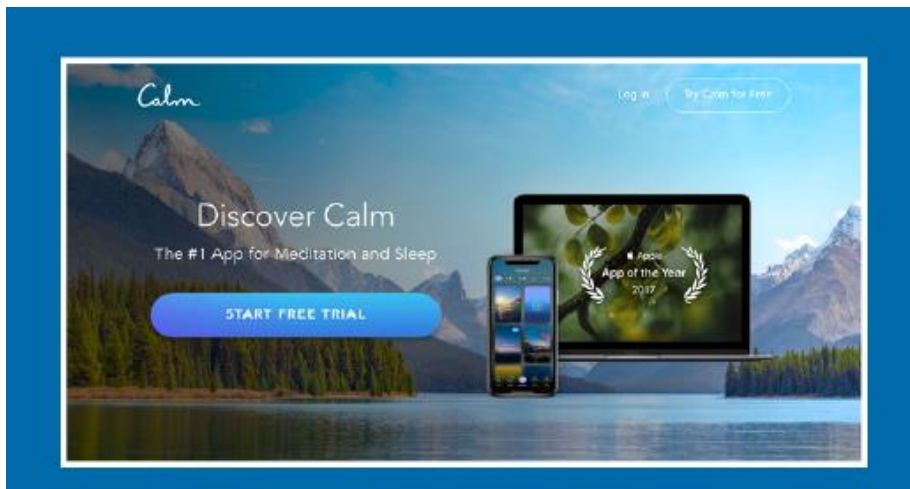 Calm
Log in
Try Calm for Free
Discover Calm
The #1 App for Meditation and Sleep
START FREE TRIAL
Apple
App of the Year
2017